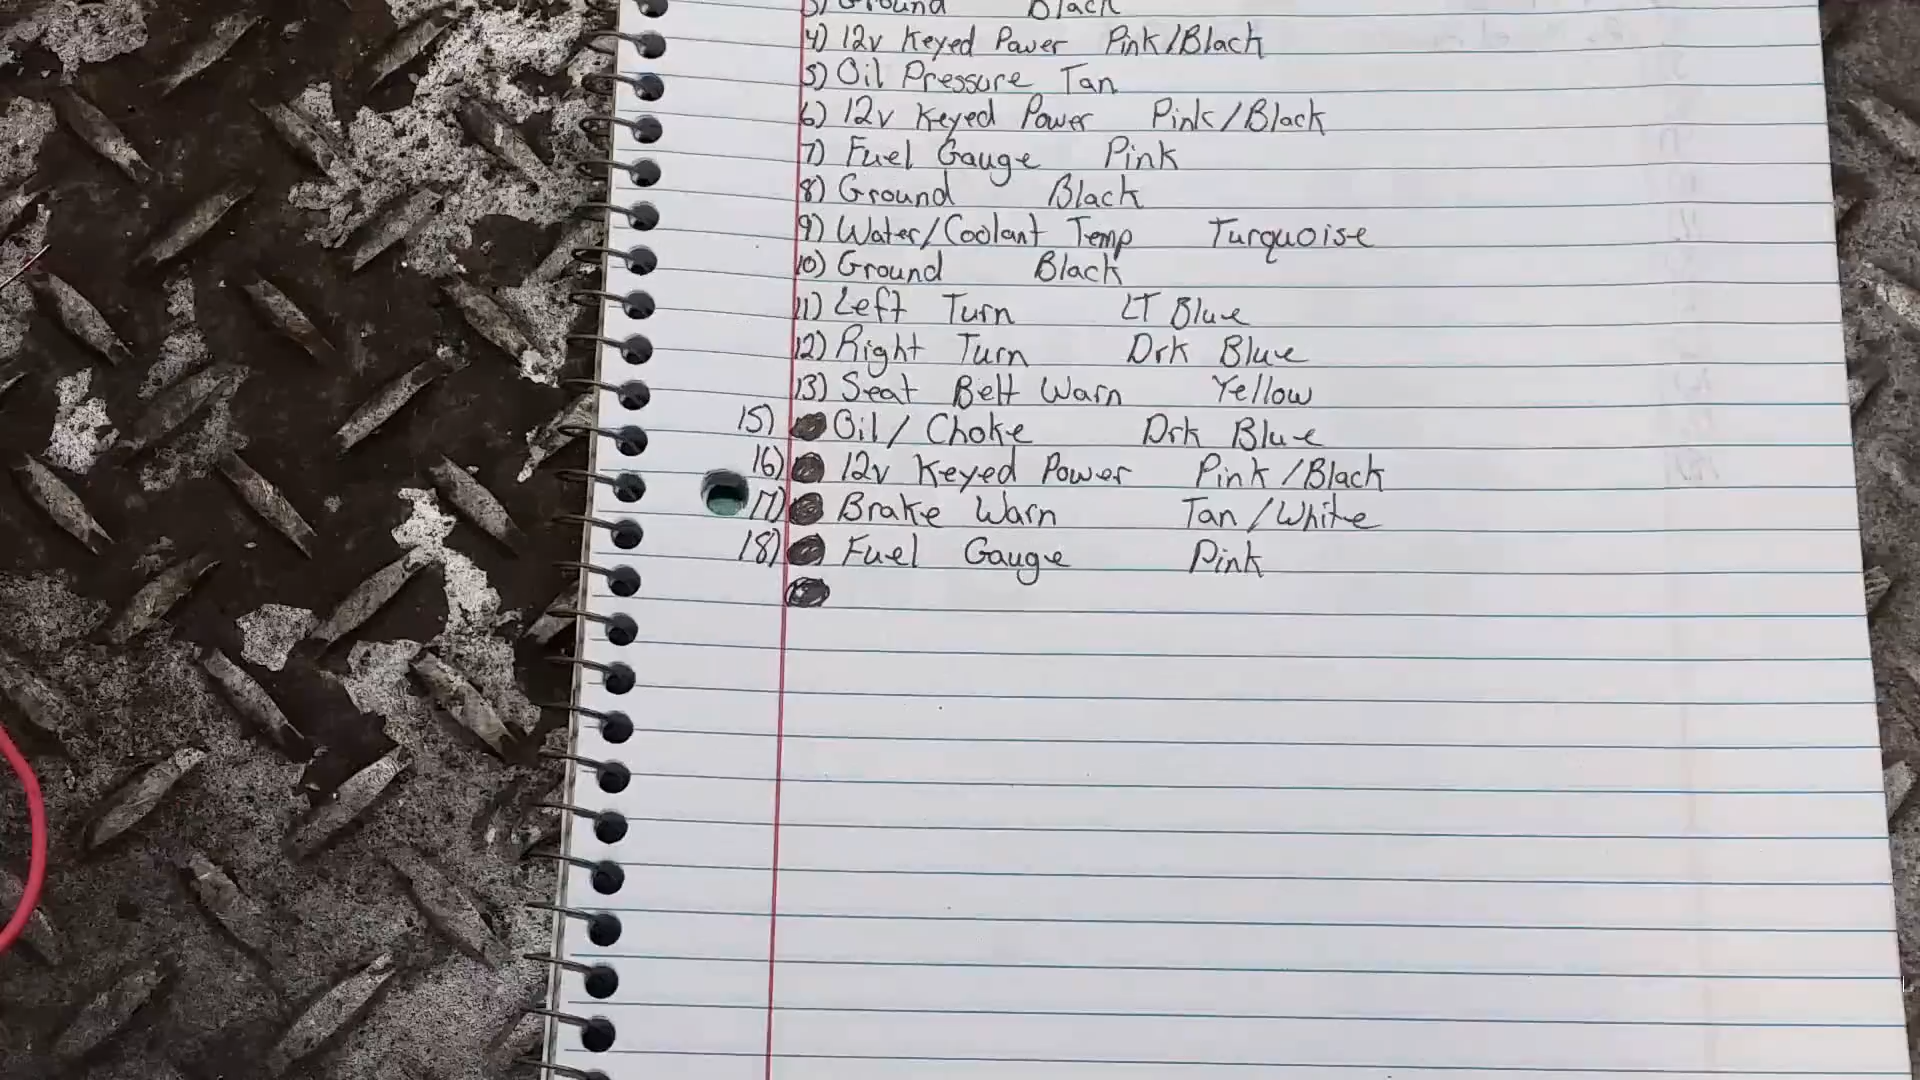 3) Ground Black
4) 12v Keyed Power Pink/Black
5) Oil Pressure Tan
6) 12v Keyed Power Pink/Black
7) Fuel Gauge Pink
8) Ground Black
9) Water/Coolant Temp Turquoise
10) Ground Black
11) Left Turn LT Blue
12) Right Turn Drk Blue
13) Seat Belt Warn Yellow
15) Oil/Choke Drk Blue
16) 12v Keyed Power Pink/Black
17) Brake Warn Tan/White
18) Fuel Gauge Pink